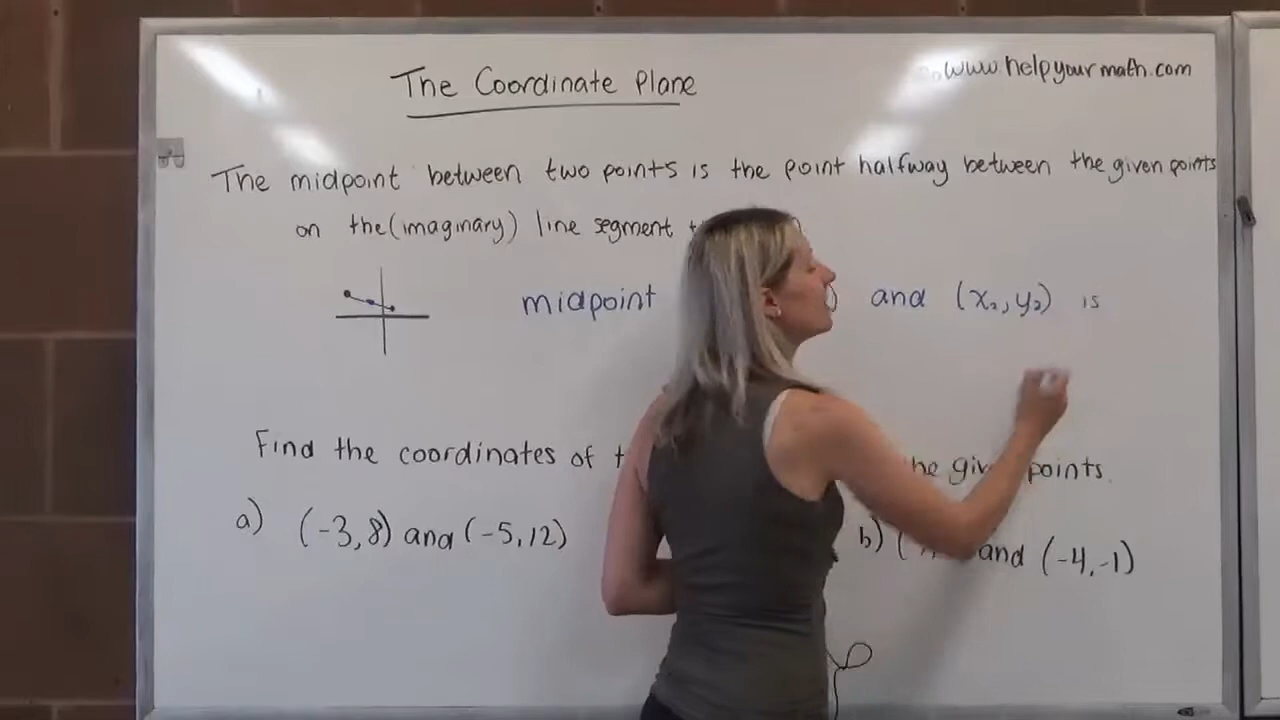 The Coordinate Plane
www.helpyourmath.com
The midpoint between two points is the point halfway between the given points
on the (imaginary) line segment
midpoint and (x₂, y₂) is
Find the coordinates of points.
a) (-3, 8) and (-5, 12)
b) ( and (-4, -1)